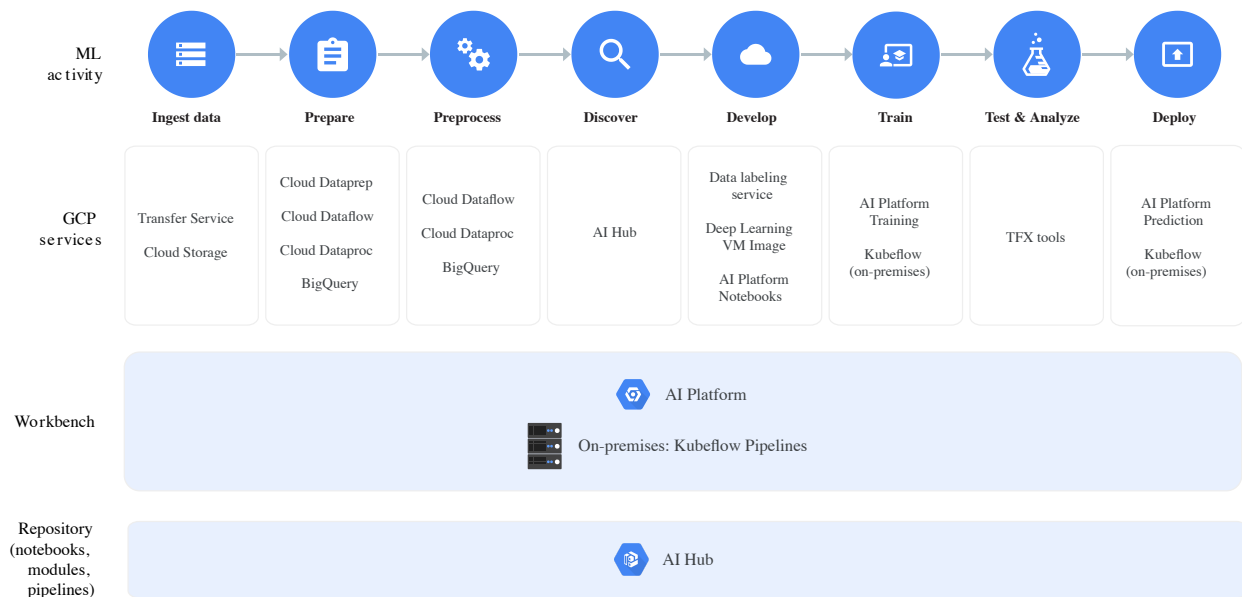 ML
activity
Ingest data
Prepare
Preprocess
Discover
Develop
Train
Test & Analyze
Deploy
GCP
services
Transfer Service
Cloud Storage
Cloud Dataprep
Cloud Dataflow
Cloud Dataproc
BigQuery
Cloud Dataflow
Cloud Dataproc
BigQuery
AI Hub
Data labeling
service
Deep Learning
VM Image
AI Platform
Notebooks
AI Platform
Training
Kubeflow
(on-premises)
TFX tools
AI Platform
Prediction
Kubeflow
(on-premises)
Workbench
AI Platform
On-premises: Kubeflow Pipelines
Repository
(notebooks,
modules,
pipelines)
AI Hub